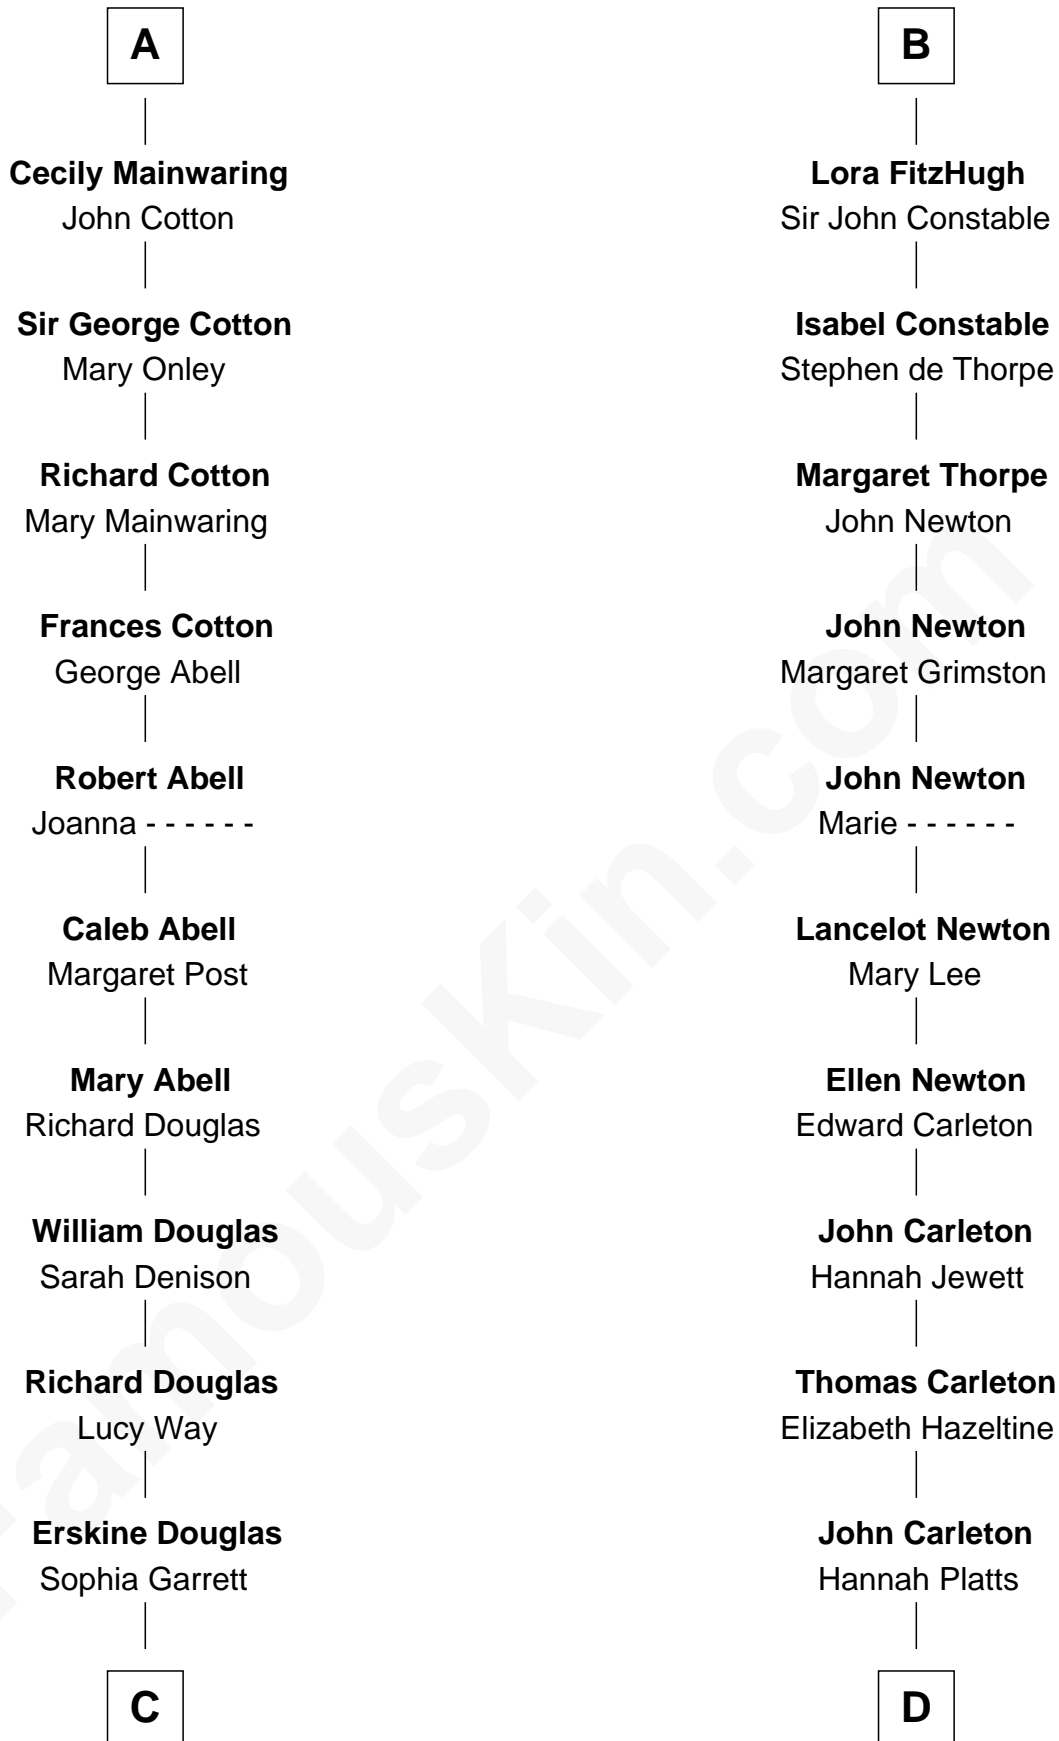 A
Cecily Mainwaring
John Cotton
Sir George Cotton
Mary Onley
Richard Cotton
Mary Mainwaring
Frances Cotton
George Abell
Robert Abell
Joanna - - - - - -
Caleb Abell
Margaret Post
Mary Abell
Richard Douglas
William Douglas
Sarah Denison
Richard Douglas
Lucy Way
Erskine Douglas
Sophia Garrett
C
B
Lora FitzHugh
Sir John Constable
Isabel Constable
Stephen de Thorpe
Margaret Thorpe
John Newton
John Newton
Margaret Grimston
John Newton
Marie - - - - - -
Lancelot Newton
Mary Lee
Ellen Newton
Edward Carleton
John Carleton
Hannah Jewett
Thomas Carleton
Elizabeth Hazeltine
John Carleton
Hannah Platts
D
FamousKin.com